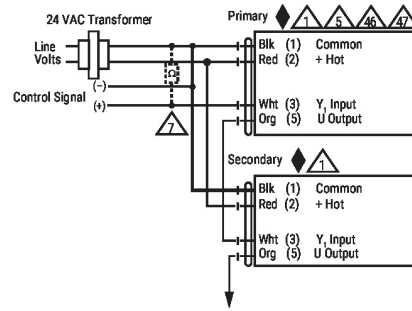 24 VAC Transformer
Primary 1 5 46 47
Line
Volts
Blk (1) Common
Red (2) + Hot
Ω
(−)
Control Signal
(+)
Wht (3) Y, Input
Org (5) U Output
7
Secondary 1
Blk (1) Common
Red (2) + Hot
Wht (3) Y, Input
Org (5) U Output